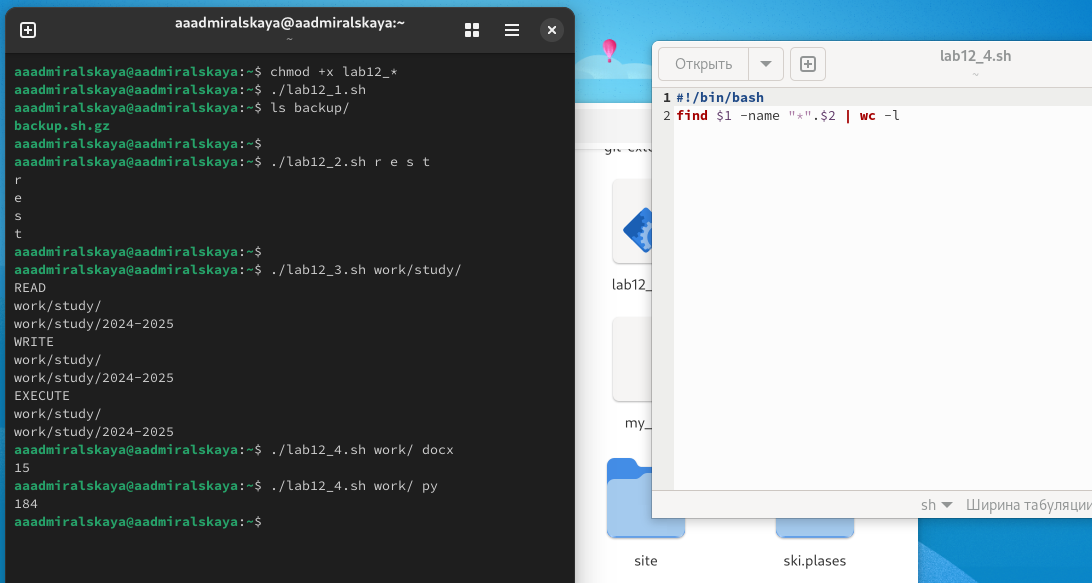 aaadmiralskaya@aadmiralskaya:~
~
aaadmiralskaya@aadmiralskaya:~$ chmod +x lab12_*
aaadmiralskaya@aadmiralskaya:~$ ./lab12_1.sh
aaadmiralskaya@aadmiralskaya:~$ ls backup/
backup.sh.gz
aaadmiralskaya@aadmiralskaya:~$
aaadmiralskaya@aadmiralskaya:~$ ./lab12_2.sh r e s t
r
e
s
t
aaadmiralskaya@aadmiralskaya:~$
aaadmiralskaya@aadmiralskaya:~$ ./lab12_3.sh work/study/
READ
work/study/
work/study/2024-2025
WRITE
work/study/
work/study/2024-2025
EXECUTE
work/study/
work/study/2024-2025
aaadmiralskaya@aadmiralskaya:~$ ./lab12_4.sh work/ docx
15
aaadmiralskaya@aadmiralskaya:~$ ./lab12_4.sh work/ py
184
aaadmiralskaya@aadmiralskaya:~$
Открыть
lab12_4.sh
~
1 #!/bin/bash
2 find $1 -name "*".$2 | wc -l
sh
Ширина табуляции
lab12_
my_
site
ski.plases